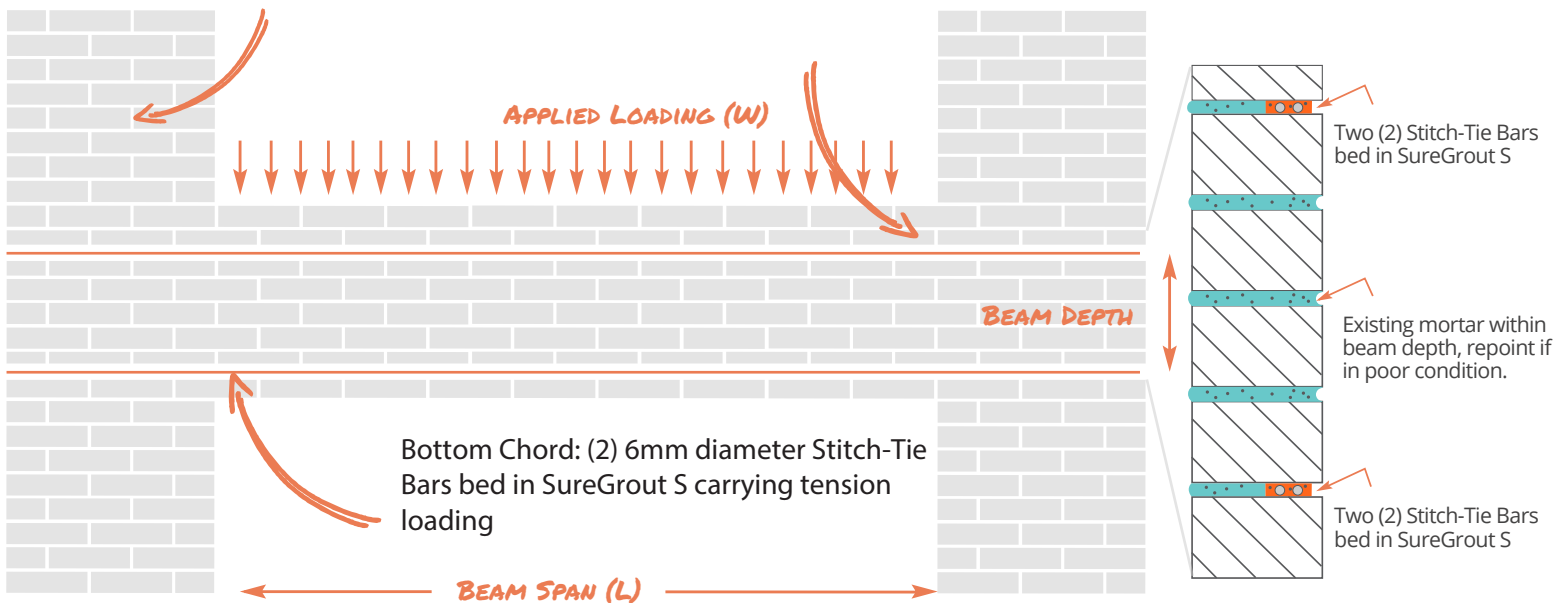 APPLIED LOADING (W)
Two (2) Stitch-Tie Bars
bed in SureGrout S
BEAM DEPTH
Existing mortar within
beam depth, repoint if
in poor condition.
Bottom Chord: (2) 6mm diameter Stitch-Tie
Bars bed in SureGrout S carrying tension
loading
Two (2) Stitch-Tie Bars
bed in SureGrout S
BEAM SPAN (L)